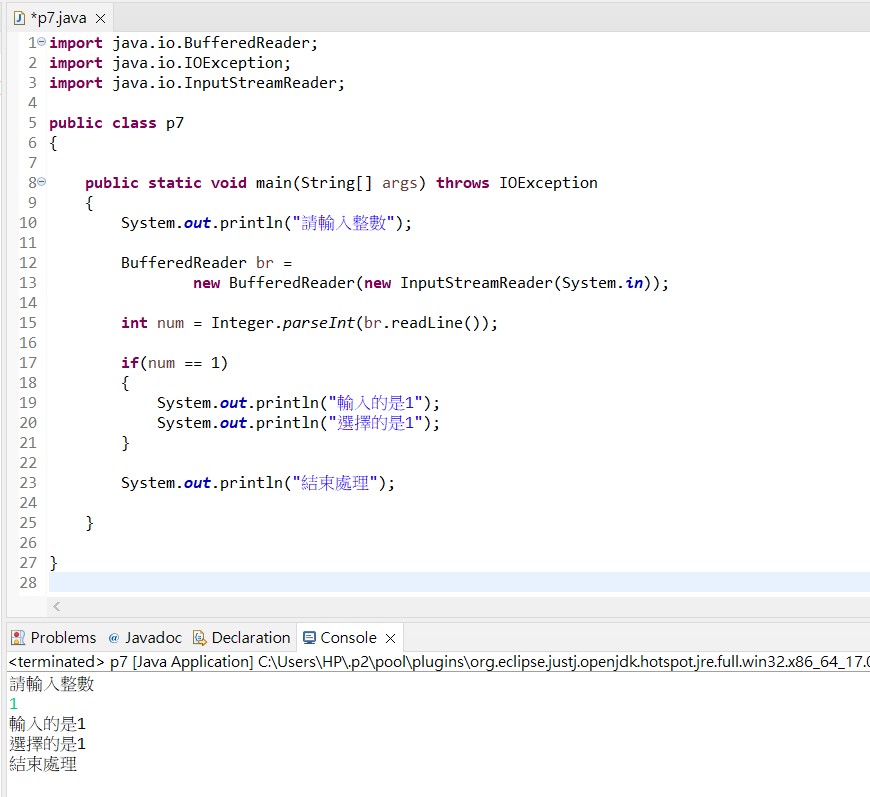 *p7.java
1 import java.io.BufferedReader;
2 import java.io.IOException;
3 import java.io.InputStreamReader;
4
5 public class p7
6 {
7
8     public static void main(String[] args) throws IOException
9     {
10         System.out.println("請輸入整數");
11
12         BufferedReader br =
13                 new BufferedReader(new InputStreamReader(System.in));
14
15         int num = Integer.parseInt(br.readLine());
16
17         if(num == 1)
18         {
19             System.out.println("輸入的是1");
20             System.out.println("選擇的是1");
21         }
22
23         System.out.println("結束處理");
24
25     }
26
27 }
28
Problems @ Javadoc Declaration Console
<terminated> p7 [Java Application] C:\Users\HP\.p2\pool\plugins\org.eclipse.justj.openjdk.hotspot.jre.full.win32.x86_64_17.0
請輸入整數
1
輸入的是1
選擇的是1
結束處理